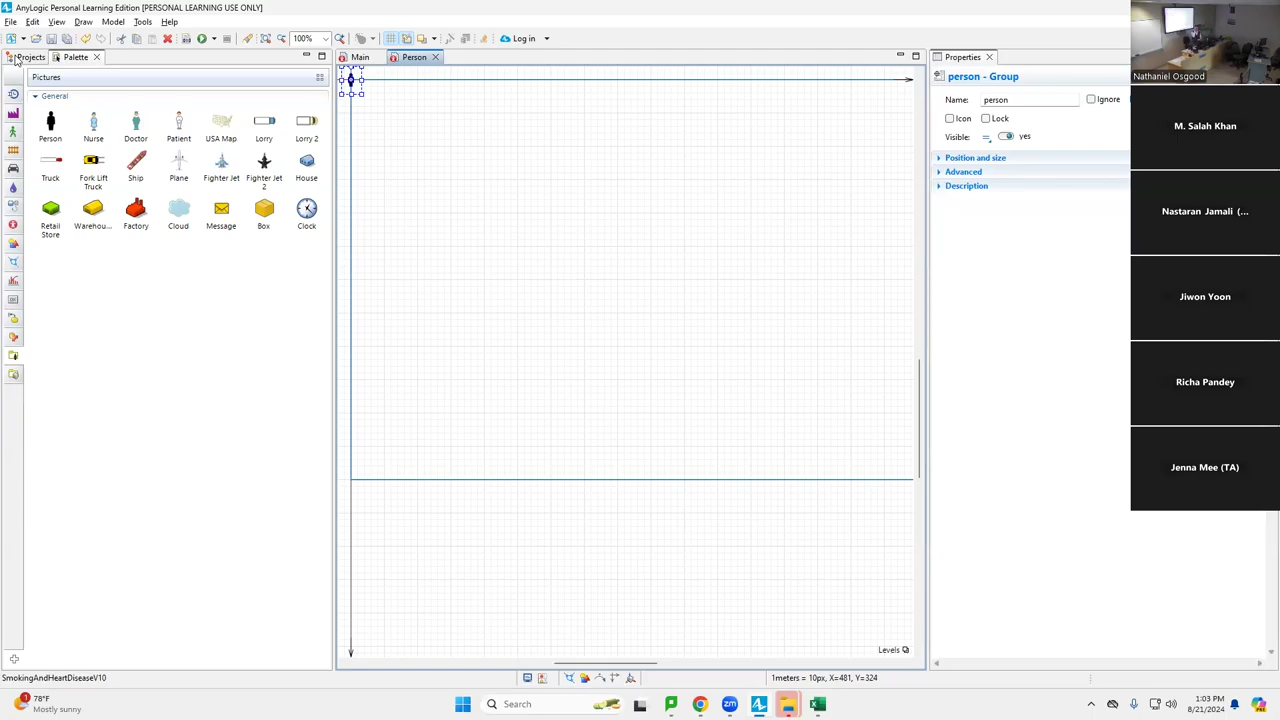 AnyLogic Personal Learning Edition [PERSONAL LEARNING USE ONLY]
File Edit View Draw Model Tools Help
100% Log in
Projects Palette
Main Person
Properties
Pictures
General
Person Nurse Doctor Patient USA Map Lorry Lorry 2
Truck Fork Lift Truck Ship Plane Fighter Jet Fighter Jet 2 House
Retail Store Warehou... Factory Cloud Message Box Clock
person - Group
Name: person Ignore
Icon Lock
Visible: yes
Position and size
Advanced
Description
Nathaniel Osgood
M. Salah Khan
Nastaran Jamali (...
Jiwon Yoon
Richa Pandey
Jenna Mee (TA)
Levels
SmokingAndHeartDiseaseV10
1meters = 10px, X=481, Y=324
1
78°F
Mostly sunny
Search
zm
1:03 PM
8/21/2024